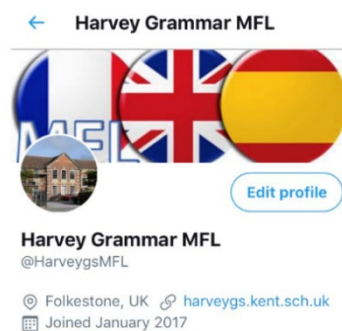 Harvey Grammar MFL
MFL
Edit profile
Harvey Grammar MFL
@HarveygsMFL
Folkestone, UK harveygs.kent.sch.uk
Joined January 2017